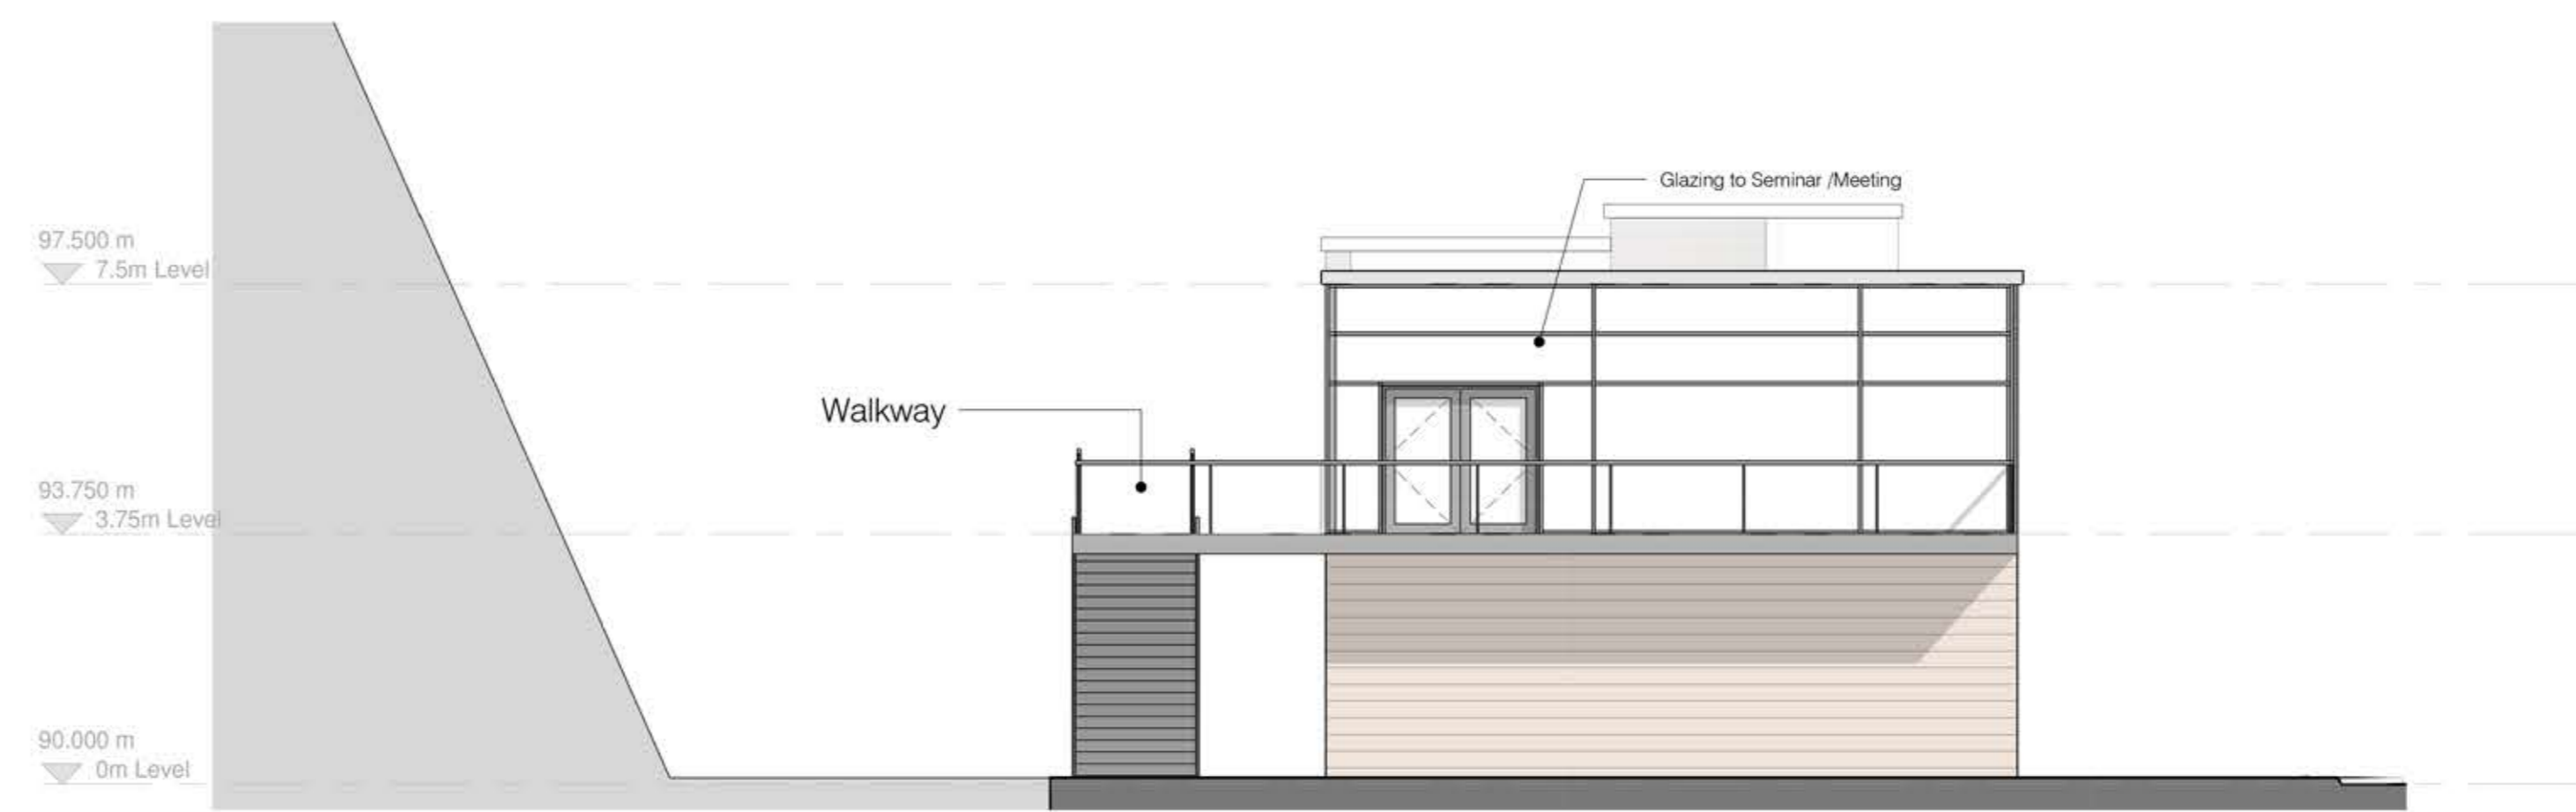 Glazing to Seminar /Meeting
97.500 m
7.5m Level
Walkway
93.750 m
3.75m Level
90.000 m
0m Level